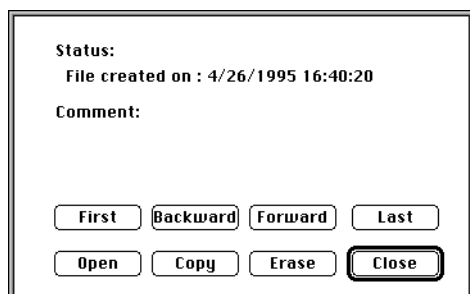 Status:
File created on : 4/26/1995 16:40:20
Comment:
First Backward Forward Last
Open Copy Erase Close